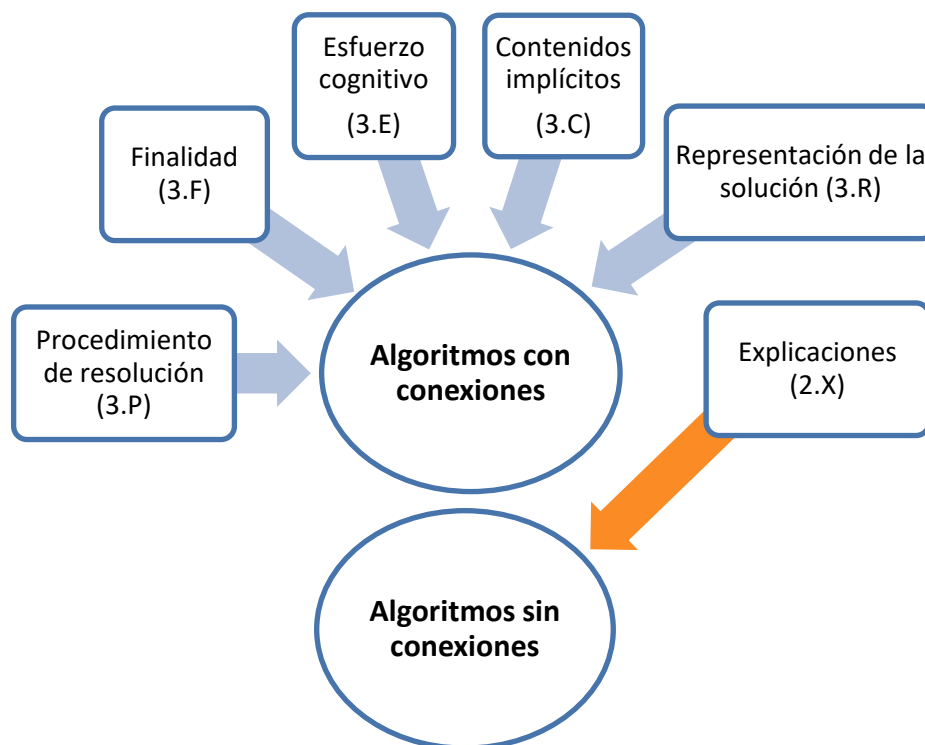 Esfuerzo
cognitivo
(3.E)
Contenidos
implícitos
(3.C)
Finalidad
(3.F)
Representación de la
solución (3.R)
Procedimiento
de resolución
(3.P)
Algoritmos con
conexiones
Explicaciones
(2.X)
Algoritmos sin
conexiones